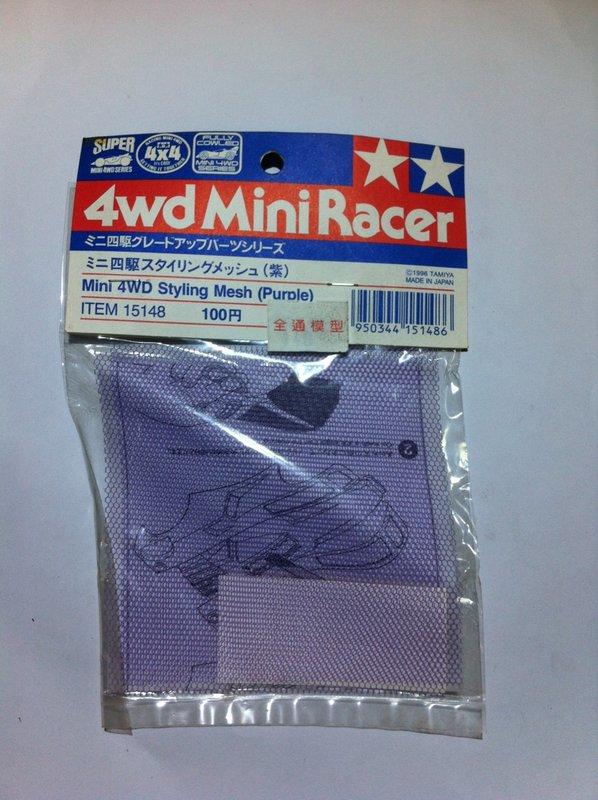 SUPER
MINI 4WD SERIES
4X4
FULLY
COWLED
MINI 4WD
SERIES
4wd Mini Racer
ミニ四駆グレードアップパーツシリーズ
ミニ四駆スタイリングメッシュ(紫)
©1996 TAMIYA
MADE IN JAPAN
Mini 4WD Styling Mesh (Purple)
ITEM 15148
100円
全通模型
950344 151486
2